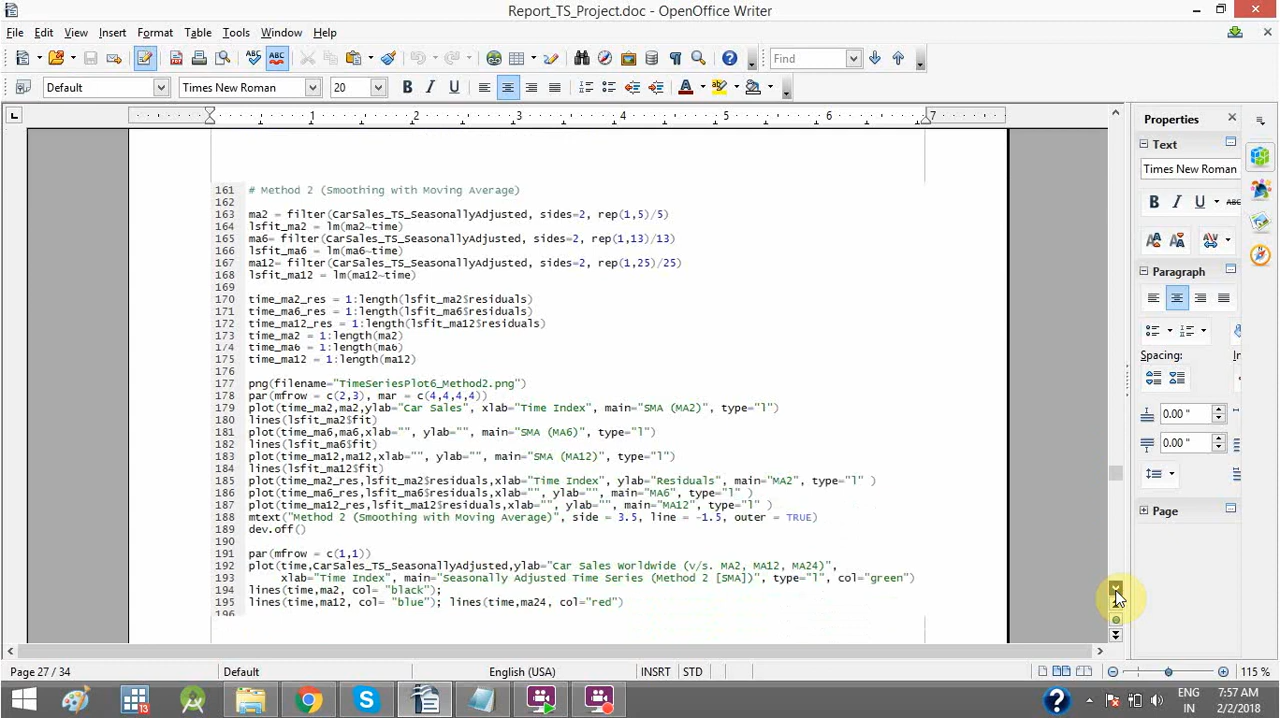 Report_TS_Project.doc - OpenOffice Writer
File Edit View Insert Format Table Tools Window Help
Find
Default Times New Roman 20
1 2 3 4 5 6 7
161 # Method 2 (Smoothing with Moving Average)
162
163 ma2 = filter(CarSales_TS_SeasonallyAdjusted, sides=2, rep(1,5)/5)
164 lsfit_ma2 = lm(ma2~time)
165 ma6= filter(CarSales_TS_SeasonallyAdjusted, sides=2, rep(1,13)/13)
166 lsfit_ma6 = lm(ma6~time)
167 ma12= filter(CarSales_TS_SeasonallyAdjusted, sides=2, rep(1,25)/25)
168 lsfit_ma12 = lm(ma12~time)
169
170 time_ma2_res = 1:length(lsfit_ma2$residuals)
171 time_ma6_res = 1:length(lsfit_ma6$residuals)
172 time_ma12_res = 1:length(lsfit_ma12$residuals)
173 time_ma2 = 1:length(ma2)
174 time_ma6 = 1:length(ma6)
175 time_ma12 = 1:length(ma12)
176
177 png(filename="TimeSeriesPlot6_Method2.png")
178 par(mfrow = c(2,3), mar = c(4,4,4,4))
179 plot(time_ma2,ma2,ylab="Car Sales", xlab="Time Index", main="SMA (MA2)", type="l")
180 lines(lsfit_ma2$fit)
181 plot(time_ma6,ma6,xlab="", ylab="", main="SMA (MA6)", type="l")
182 lines(lsfit_ma6$fit)
183 plot(time_ma12,ma12,xlab="", ylab="", main="SMA (MA12)", type="l")
184 lines(lsfit_ma12$fit)
185 plot(time_ma2_res,lsfit_ma2$residuals,xlab="Time Index", ylab="Residuals", main="MA2", type="l" )
186 plot(time_ma6_res,lsfit_ma6$residuals,xlab="", ylab="", main="MA6", type="l" )
187 plot(time_ma12_res,lsfit_ma12$residuals,xlab="", ylab="", main="MA12", type="l" )
188 mtext("Method 2 (Smoothing with Moving Average)", side = 3.5, line = -1.5, outer = TRUE)
189 dev.off()
191 par(mfrow = c(1,1))
192 plot(time,CarSales_TS_SeasonallyAdjusted,ylab="Car Sales Worldwide (v/s. MA2, MA12, MA24)",
193 xlab="Time Index", main="Seasonally Adjusted Time Series (Method 2 [SMA])", type="l", col="green")
194 lines(time,ma2, col= "black");
195 lines(time,ma12, col= "blue"); lines(time,ma24, col="red")
196
Properties
Text
Times New Roman
Paragraph
Spacing:
0.00 "
0.00 "
Page
Page 27 / 34 Default English (USA) INSRT STD 115 %
ENG
IN
7:57 AM
2/2/2018